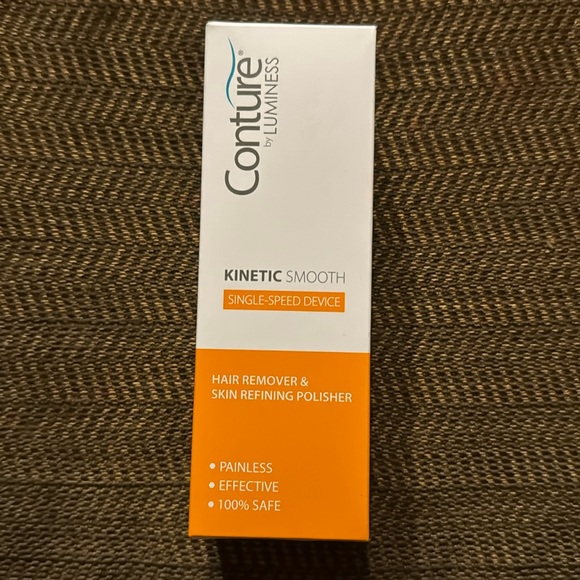 Conture®
by LUMINESS
KINETIC SMOOTH
SINGLE-SPEED DEVICE
HAIR REMOVER &
SKIN REFINING POLISHER
• PAINLESS
• EFFECTIVE
• 100% SAFE